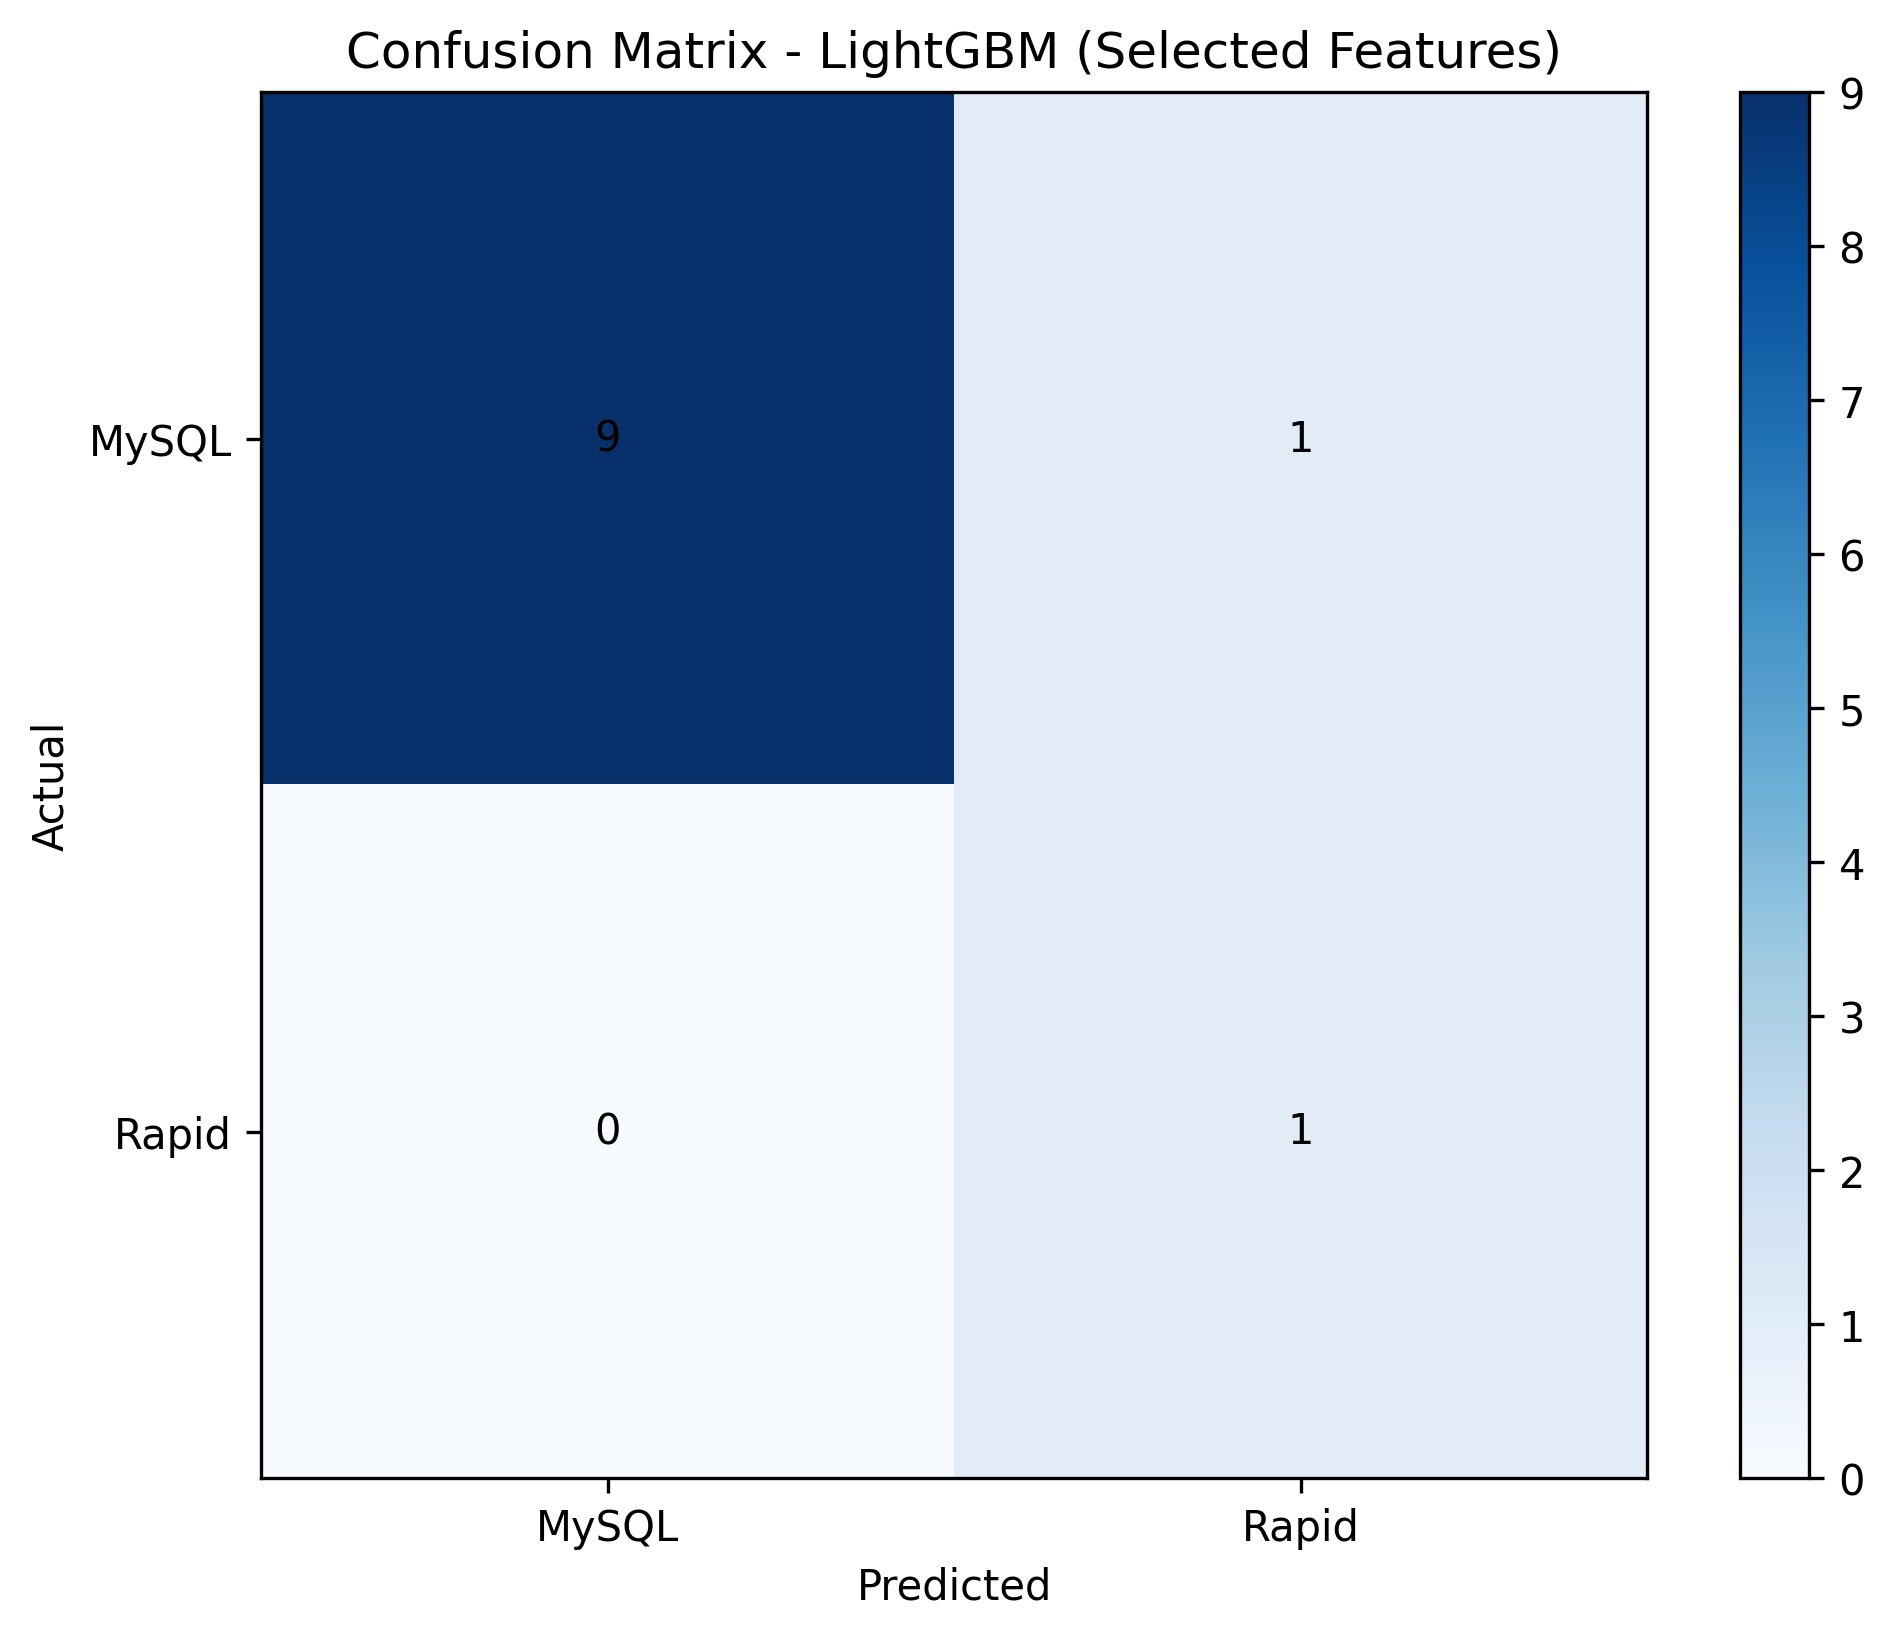 Confusion Matrix - LightGBM (Selected Features)
9
8
7
6
5
4
3
2
1
0
Actual
MySQL
9
1
Rapid
0
1
MySQL
Rapid
Predicted